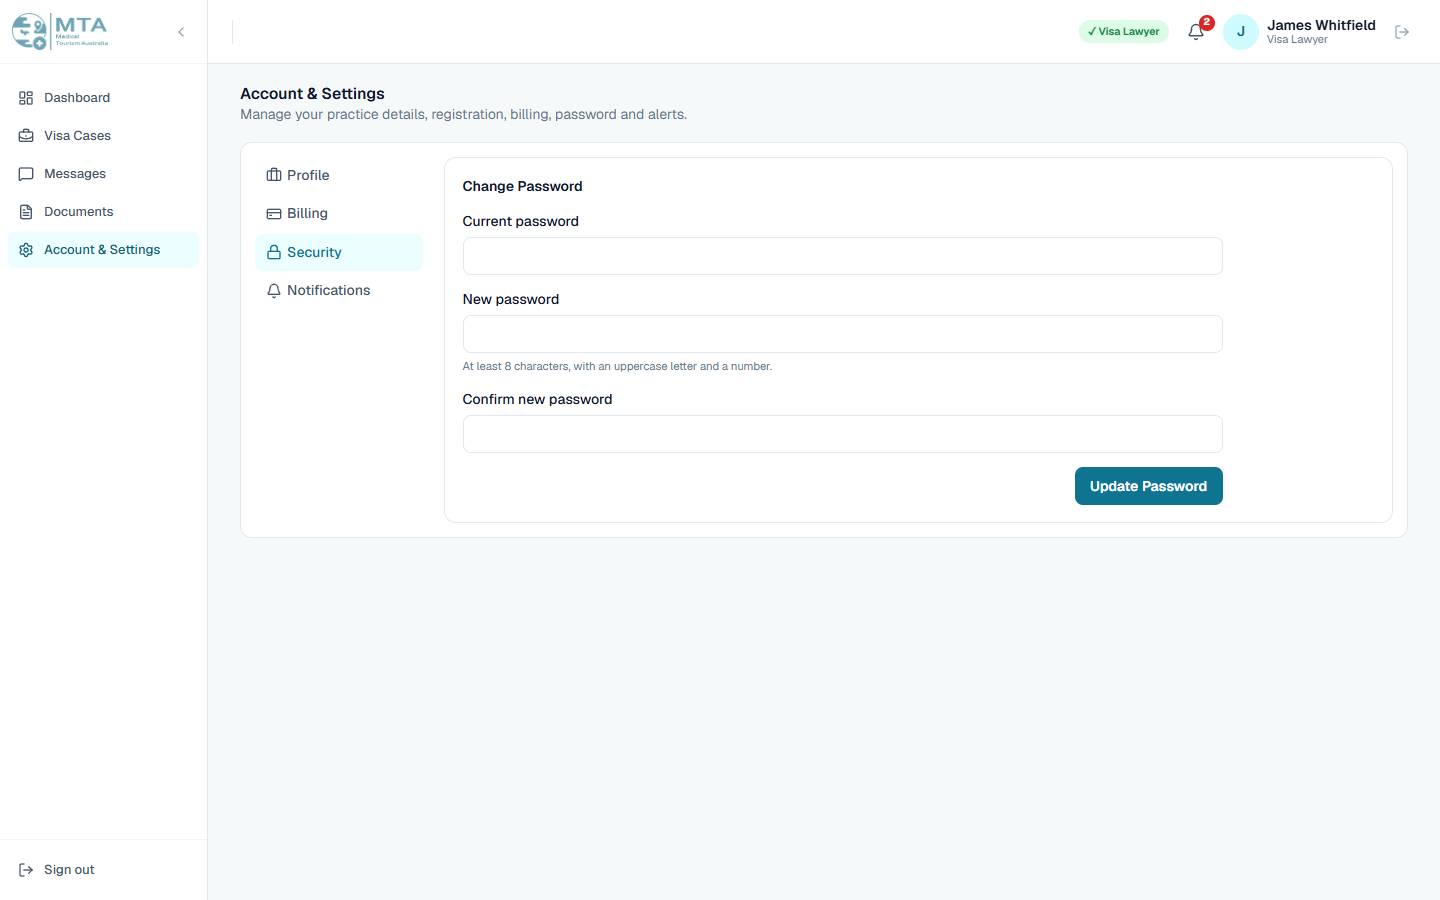 MTA
Medical
Tourism Australia
✓ Visa Lawyer
2
J
James Whitfield
Visa Lawyer
Dashboard
Visa Cases
Messages
Documents
Account & Settings
Sign out
Account & Settings
Manage your practice details, registration, billing, password and alerts.
Profile
Billing
Security
Notifications
Change Password
Current password
New password
At least 8 characters, with an uppercase letter and a number.
Confirm new password
Update Password